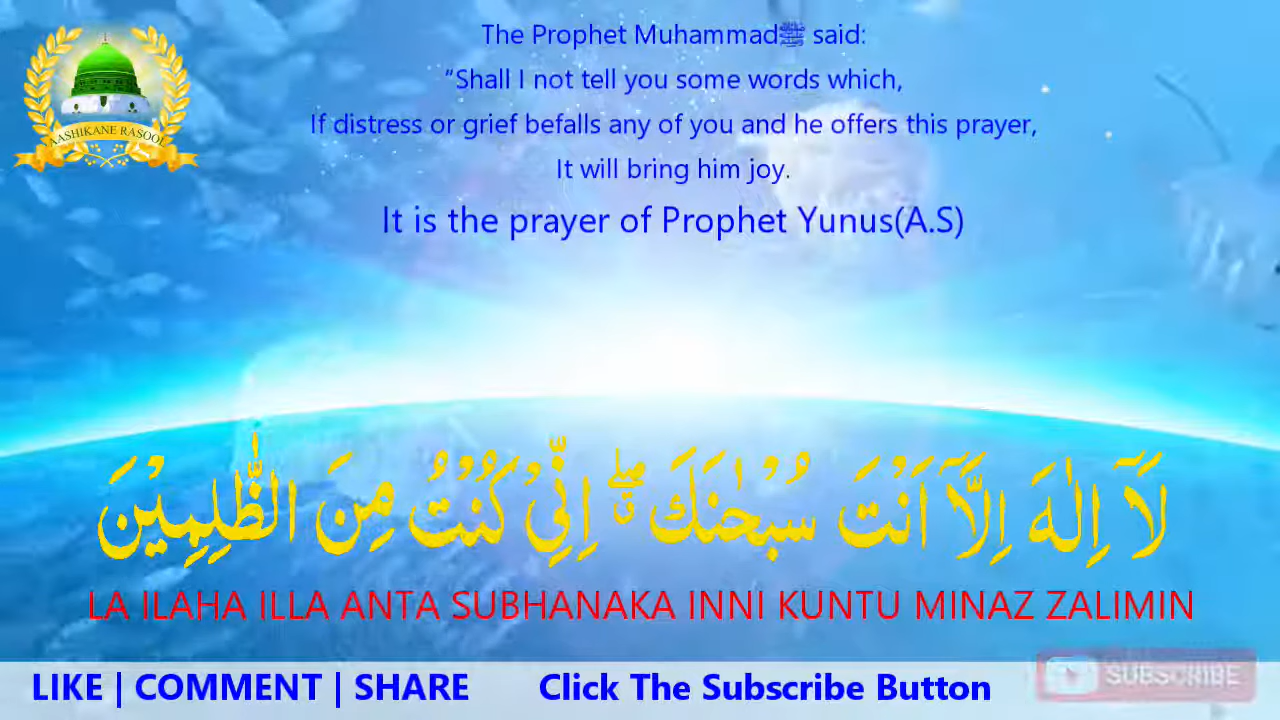 AASHIKANE RASOOL
The Prophet Muhammadﷺ said:
“Shall I not tell you some words which,
If distress or grief befalls any of you and he offers this prayer,
It will bring him joy.
It is the prayer of Prophet Yunus(A.S)
لَاۤ اِلٰهَ اِلَّاۤ اَنْتَ سُبْحٰنَكَ ۖۗ اِنِّیْ كُنْتُ مِنَ الظّٰلِمِیْنَ
LA ILAHA ILLA ANTA SUBHANAKA INNI KUNTU MINAZ ZALIMIN
LIKE | COMMENT | SHARE Click The Subscribe Button
SUBSCRIBE